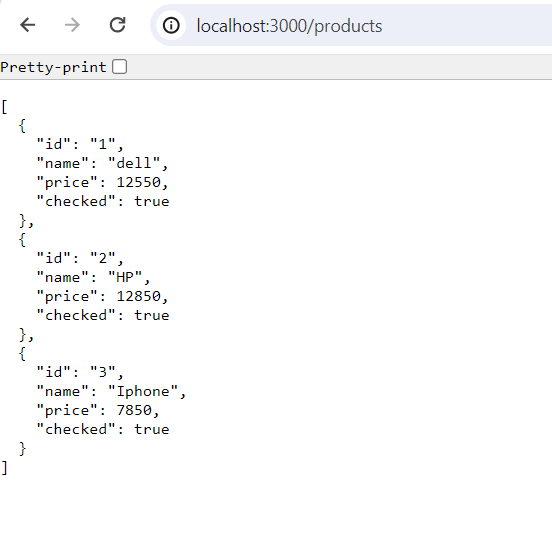 localhost:3000/products
Pretty-print
[
  {
    "id": "1",
    "name": "dell",
    "price": 12550,
    "checked": true
  },
  {
    "id": "2",
    "name": "HP",
    "price": 12850,
    "checked": true
  },
  {
    "id": "3",
    "name": "Iphone",
    "price": 7850,
    "checked": true
  }
]